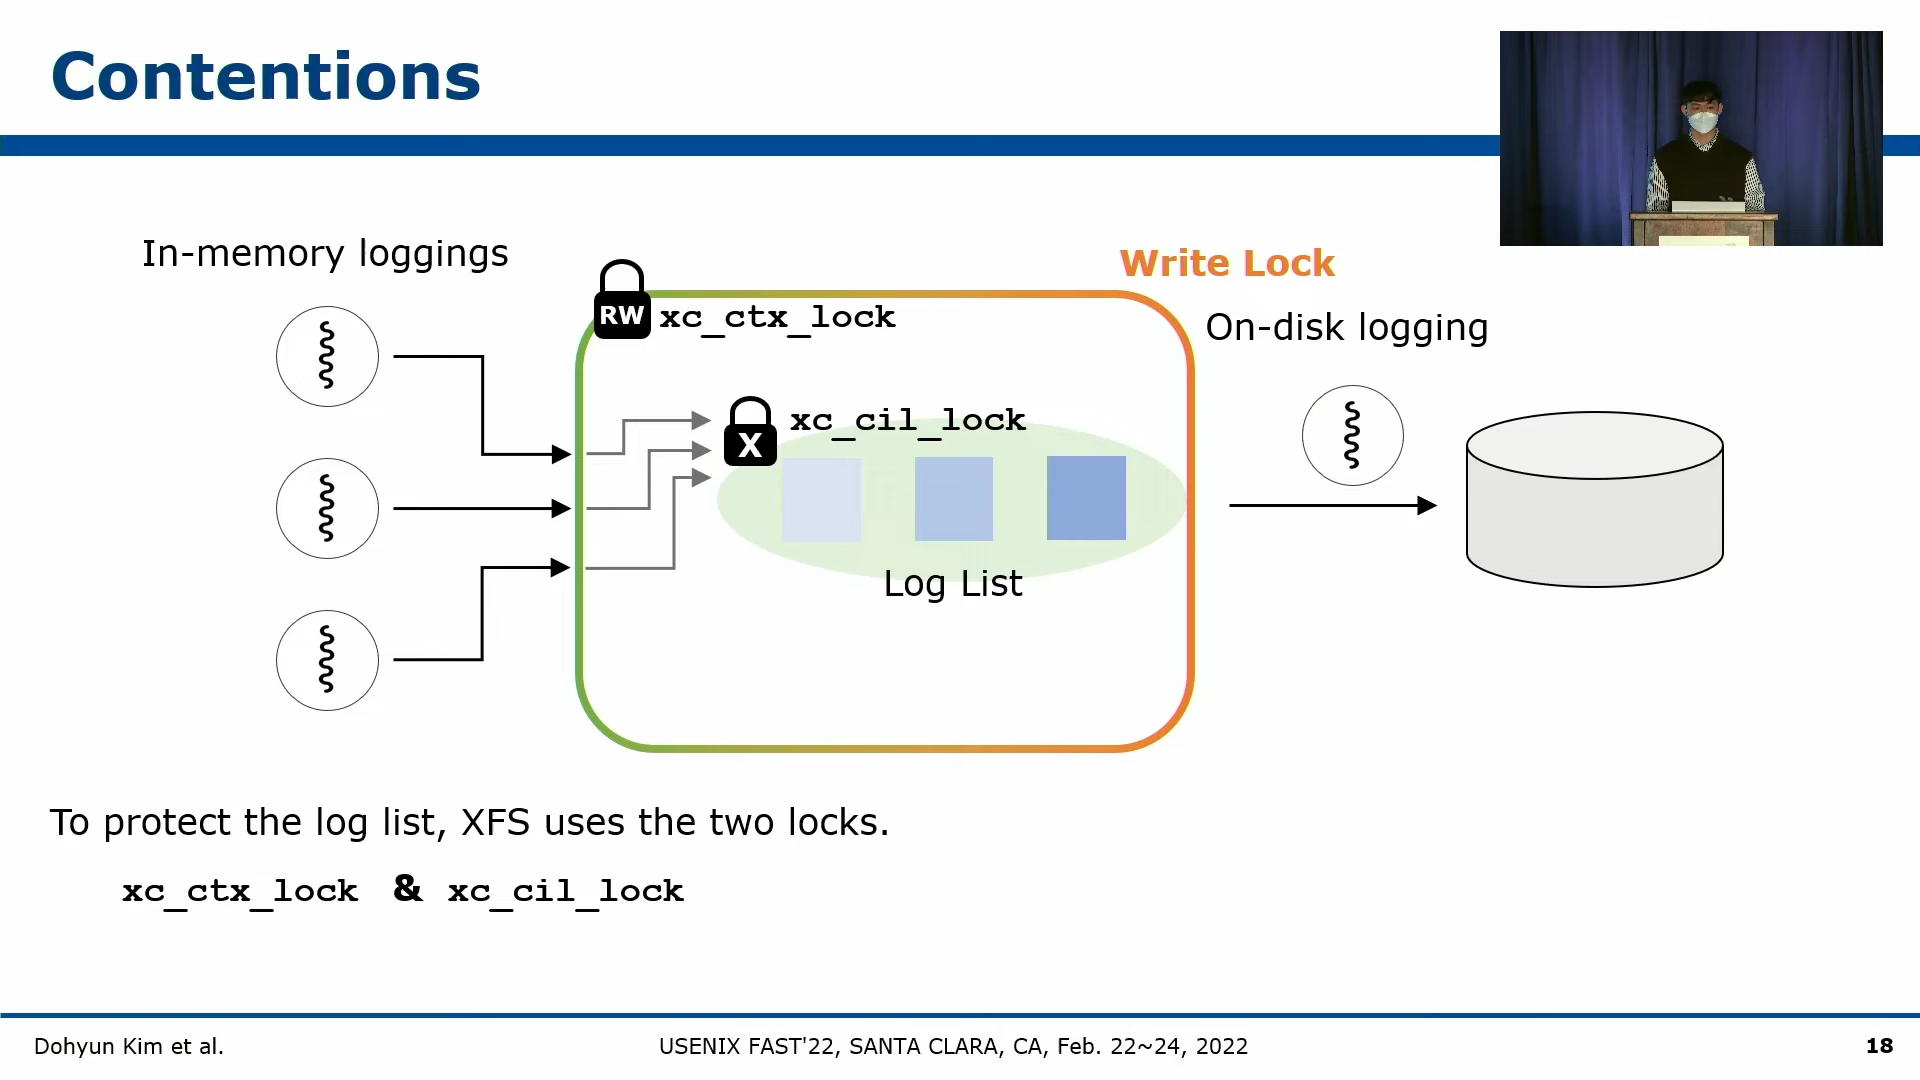 Contentions
In-memory loggings
Write Lock
RW
xc_ctx_lock
On-disk logging
X
xc_cil_lock
Log List
To protect the log list, XFS uses the two locks.
xc_ctx_lock & xc_cil_lock
Dohyun Kim et al.
USENIX FAST'22, SANTA CLARA, CA, Feb. 22~24, 2022
18